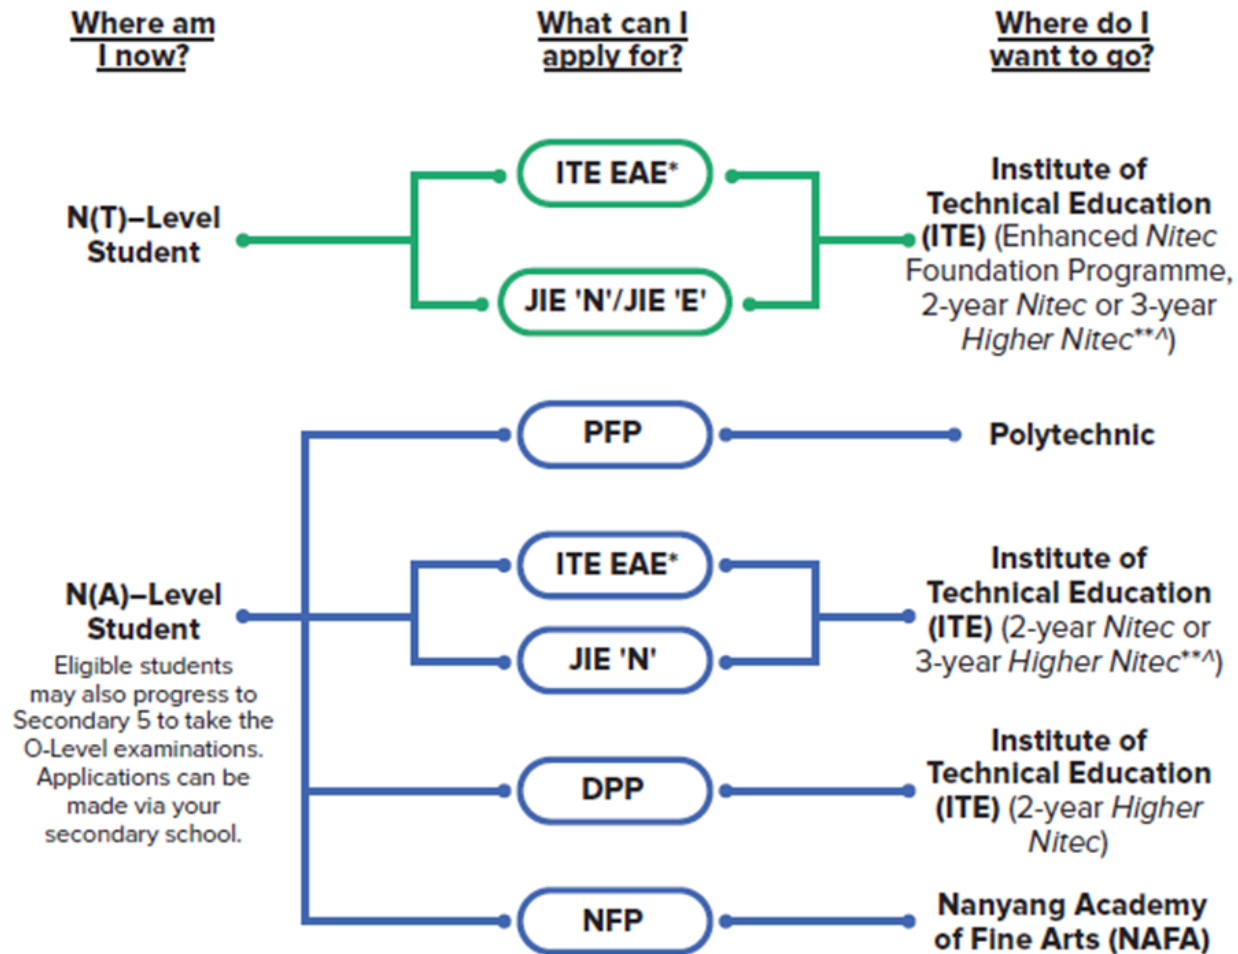 Where am
I now?
What can I
apply for?
Where do I
want to go?
N(T)–Level
Student
ITE EAE*
JIE 'N'/JIE 'E'
Institute of
Technical Education
(ITE) (Enhanced Nitec
Foundation Programme,
2-year Nitec or 3-year
Higher Nitec**^)
N(A)–Level
Student
Eligible students
may also progress to
Secondary 5 to take the
O-Level examinations.
Applications can be
made via your
secondary school.
PFP
Polytechnic
ITE EAE*
JIE 'N'
Institute of
Technical Education
(ITE) (2-year Nitec or
3-year Higher Nitec**^)
DPP
Institute of
Technical Education
(ITE) (2-year Higher
Nitec)
NFP
Nanyang Academy
of Fine Arts (NAFA)